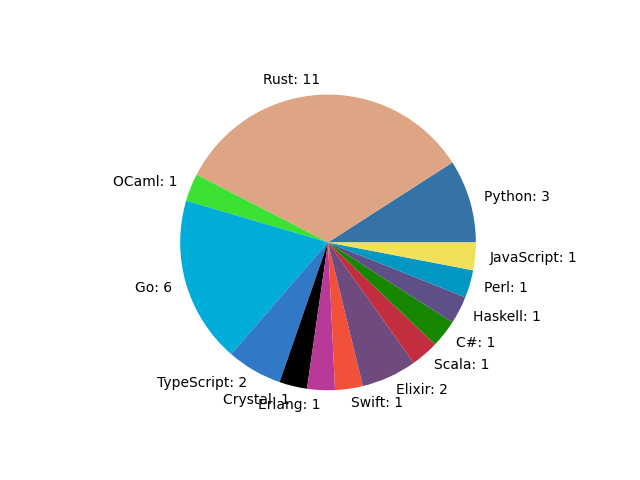 Rust: 11
OCaml: 1
Python: 3
JavaScript: 1
Go: 6
Perl: 1
Haskell: 1
C#: 1
Scala: 1
TypeScript: 2
Elixir: 2
Crystal: 1
Erlang: 1
Swift: 1